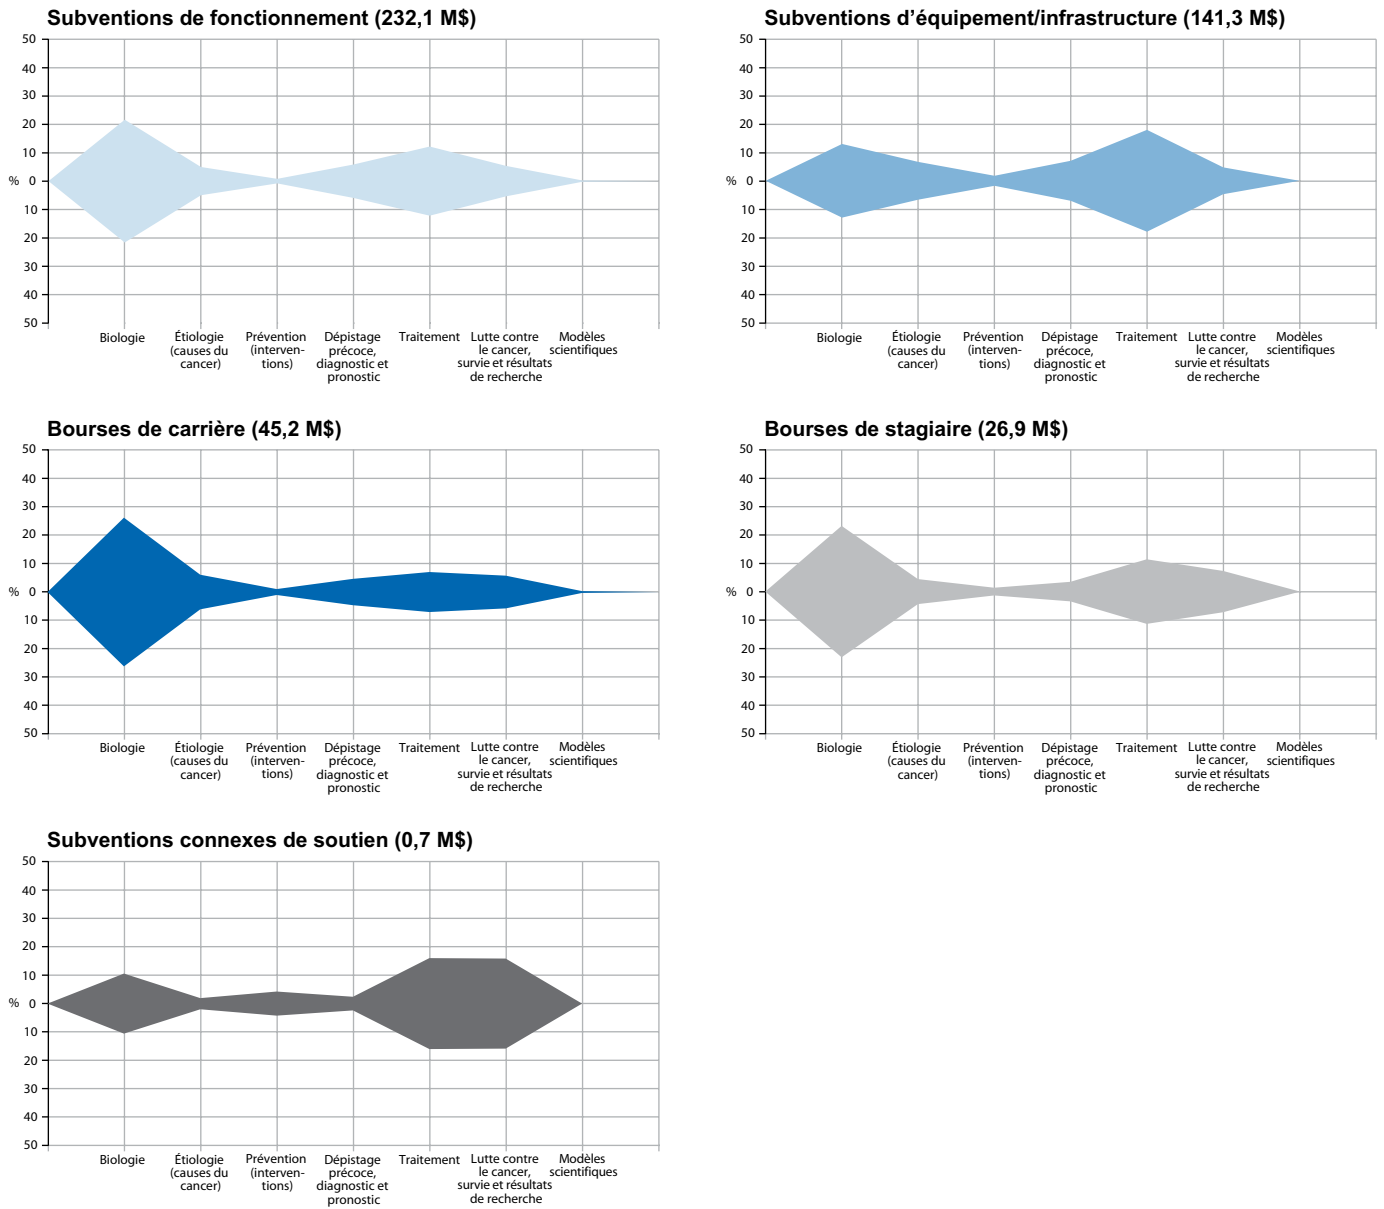 Subventions de fonctionnement (232,1 M$)
50
40
30
20
10
% 0
10
20
30
40
50
Biologie
Étiologie
(causes du
cancer)
Prévention
(interven-
tions)
Dépistage
précoce,
diagnostic et
pronostic
Traitement
Lutte contre
le cancer,
survie et résultats
de recherche
Modèles
scientifiques
Subventions d’équipement/infrastructure (141,3 M$)
50
40
30
20
10
% 0
10
20
30
40
50
Biologie
Étiologie
(causes du
cancer)
Prévention
(interven-
tions)
Dépistage
précoce,
diagnostic et
pronostic
Traitement
Lutte contre
le cancer,
survie et résultats
de recherche
Modèles
scientifiques
Bourses de carrière (45,2 M$)
50
40
30
20
10
% 0
10
20
30
40
50
Biologie
Étiologie
(causes du
cancer)
Prévention
(interven-
tions)
Dépistage
précoce,
diagnostic et
pronostic
Traitement
Lutte contre
le cancer,
survie et résultats
de recherche
Modèles
scientifiques
Bourses de stagiaire (26,9 M$)
50
40
30
20
10
% 0
10
20
30
40
50
Biologie
Étiologie
(causes du
cancer)
Prévention
(interven-
tions)
Dépistage
précoce,
diagnostic et
pronostic
Traitement
Lutte contre
le cancer,
survie et résultats
de recherche
Modèles
scientifiques
Subventions connexes de soutien (0,7 M$)
50
40
30
20
10
% 0
10
20
30
40
50
Biologie
Étiologie
(causes du
cancer)
Prévention
(interven-
tions)
Dépistage
précoce,
diagnostic et
pronostic
Traitement
Lutte contre
le cancer,
survie et résultats
de recherche
Modèles
scientifiques